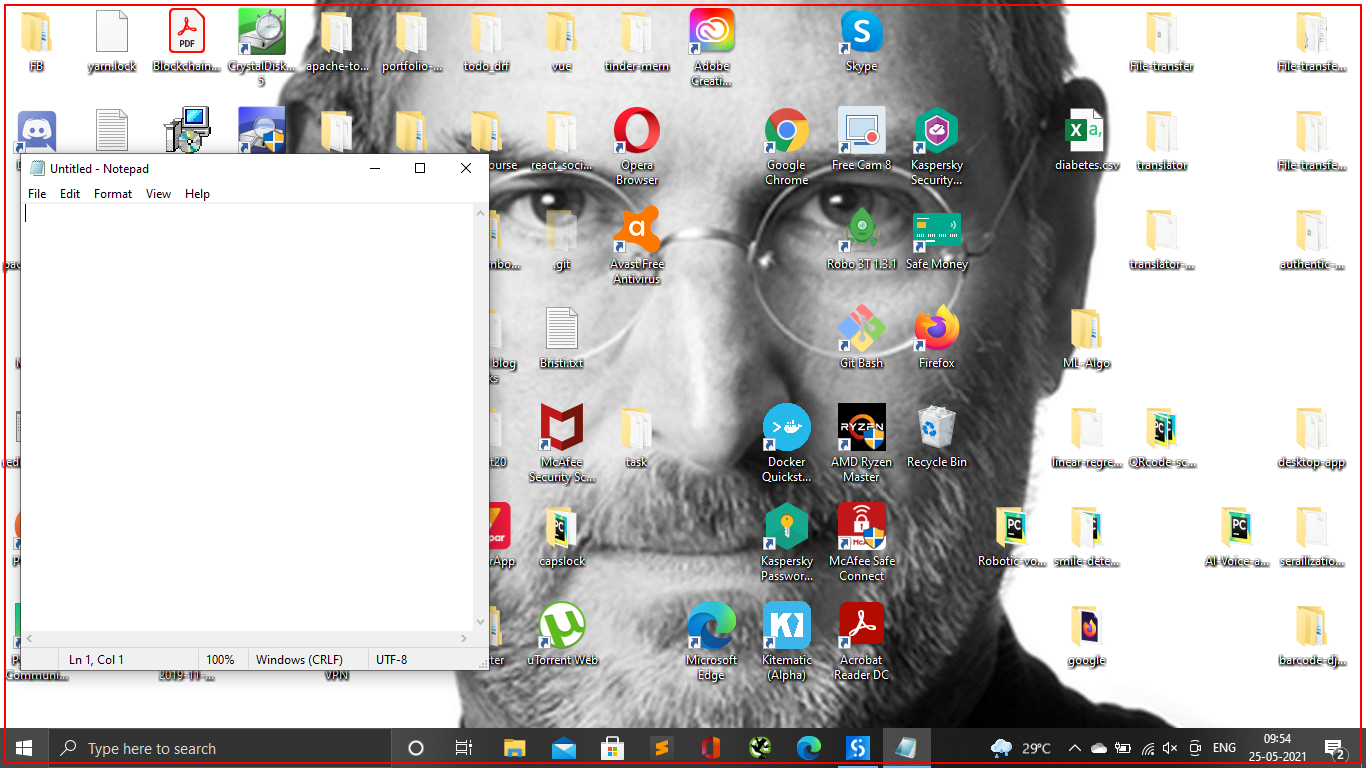 FB
yarn.lock
PDF
Blockchain...
CrystalDisk...
5
apache-to...
portfolio-...
todo_drf
vue
tinder-mern
Adobe
Creati...
Skype
File-transfer
File-transfe...
Untitled - Notepad
File Edit Format View Help
react_soci...
Opera
Browser
Google
Chrome
Free Cam 8
Kaspersky
Security...
diabetes.csv
translator
File-transfe...
.git
Avast Free
Antivirus
Robo 3T 1.3.1
Safe Money
translator-...
authentic-...
blog
Bristi.txt
Git Bash
Firefox
ML-Algo
McAfee
Security Sc...
task
Docker
Quickst...
RYZEN
AMD Ryzen
Master
Recycle Bin
linear-regre...
QRcode-sc...
desktop-app
capslock
Kaspersky
Passwor...
McAfee Safe
Connect
PC
Robotic-vo...
smile-dete...
PC
AI-Voice-a...
serailizatio...
uTorrent Web
Microsoft
Edge
Kitematic
(Alpha)
Acrobat
Reader DC
google
barcode-dj...
Ln 1, Col 1 100% Windows (CRLF) UTF-8
Communi...
2019-11-...
VPN
Type here to search
29°C
ENG
09:54
25-05-2021
2